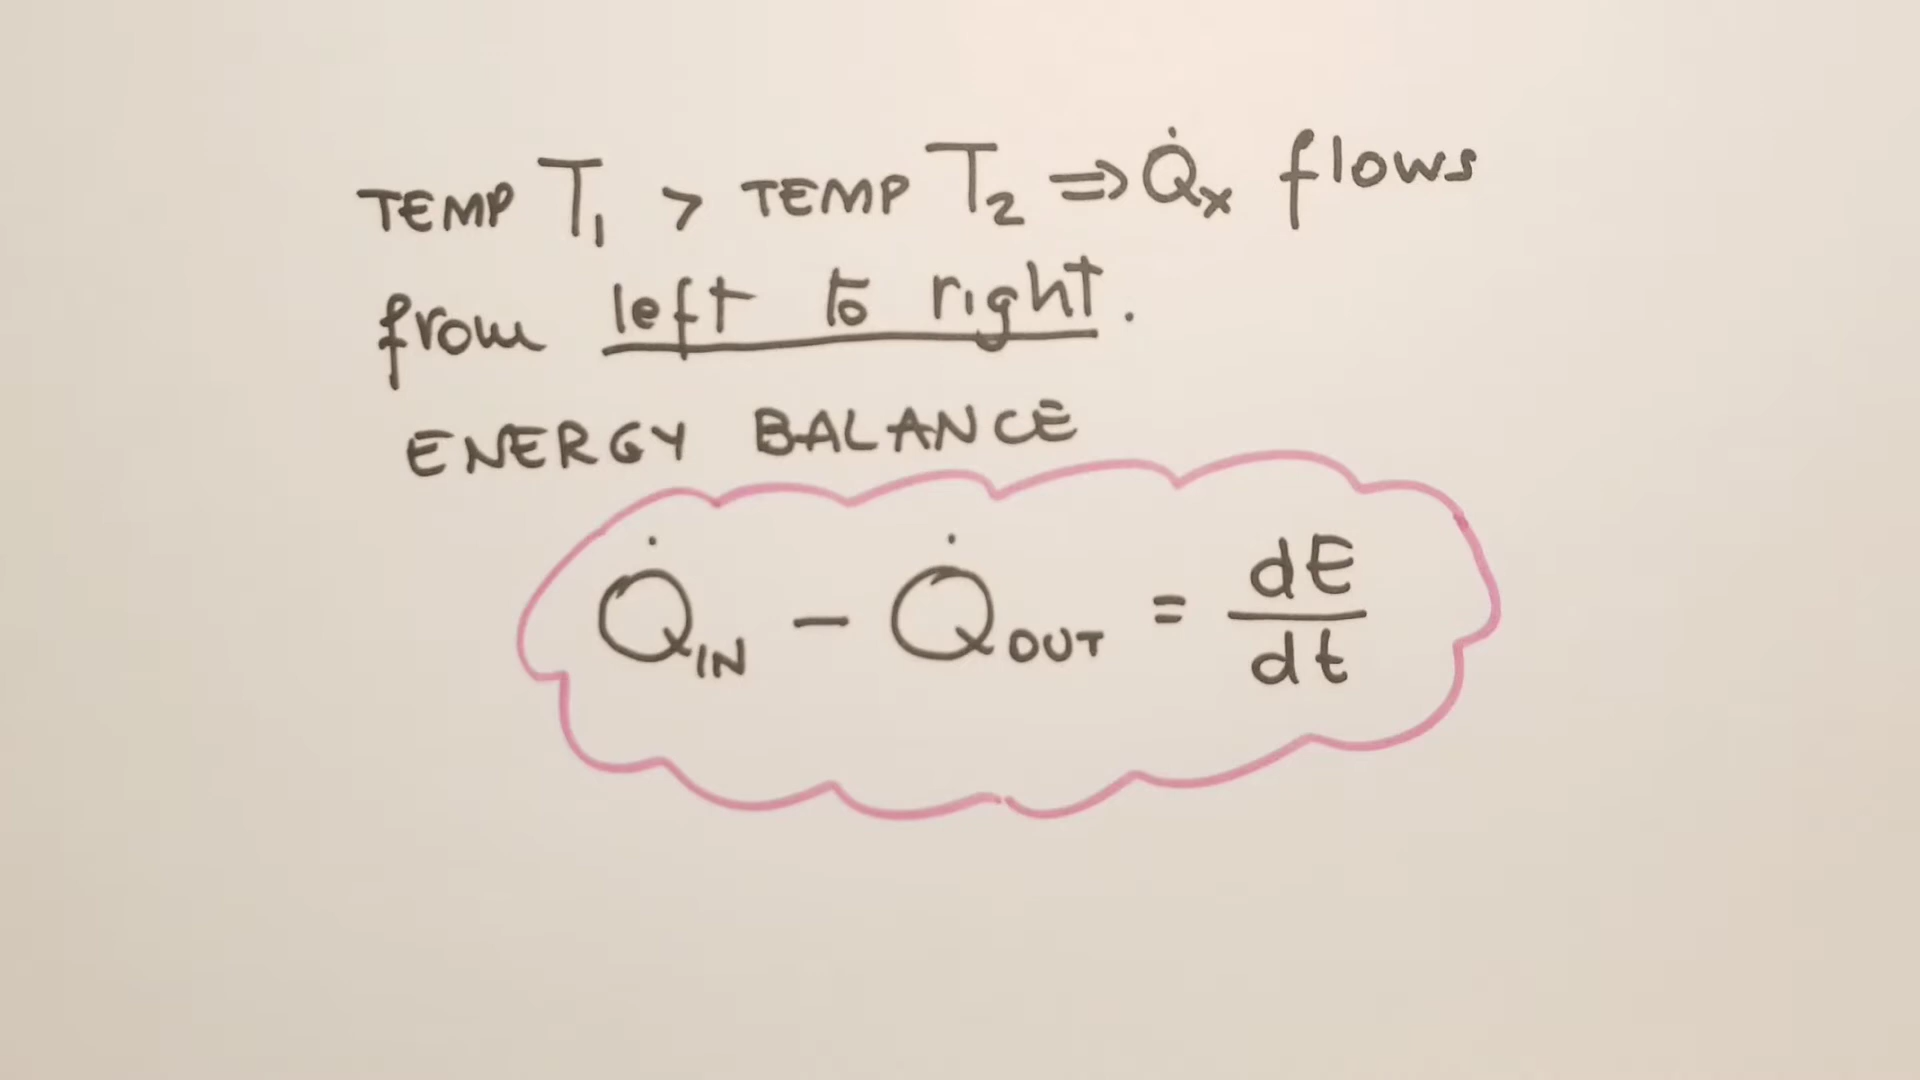 TEMP T₁ > TEMP T₂ ⇒ Q̇ₓ flows
from left to right.
ENERGY BALANCE
Q̇IN − Q̇OUT = dE/dt